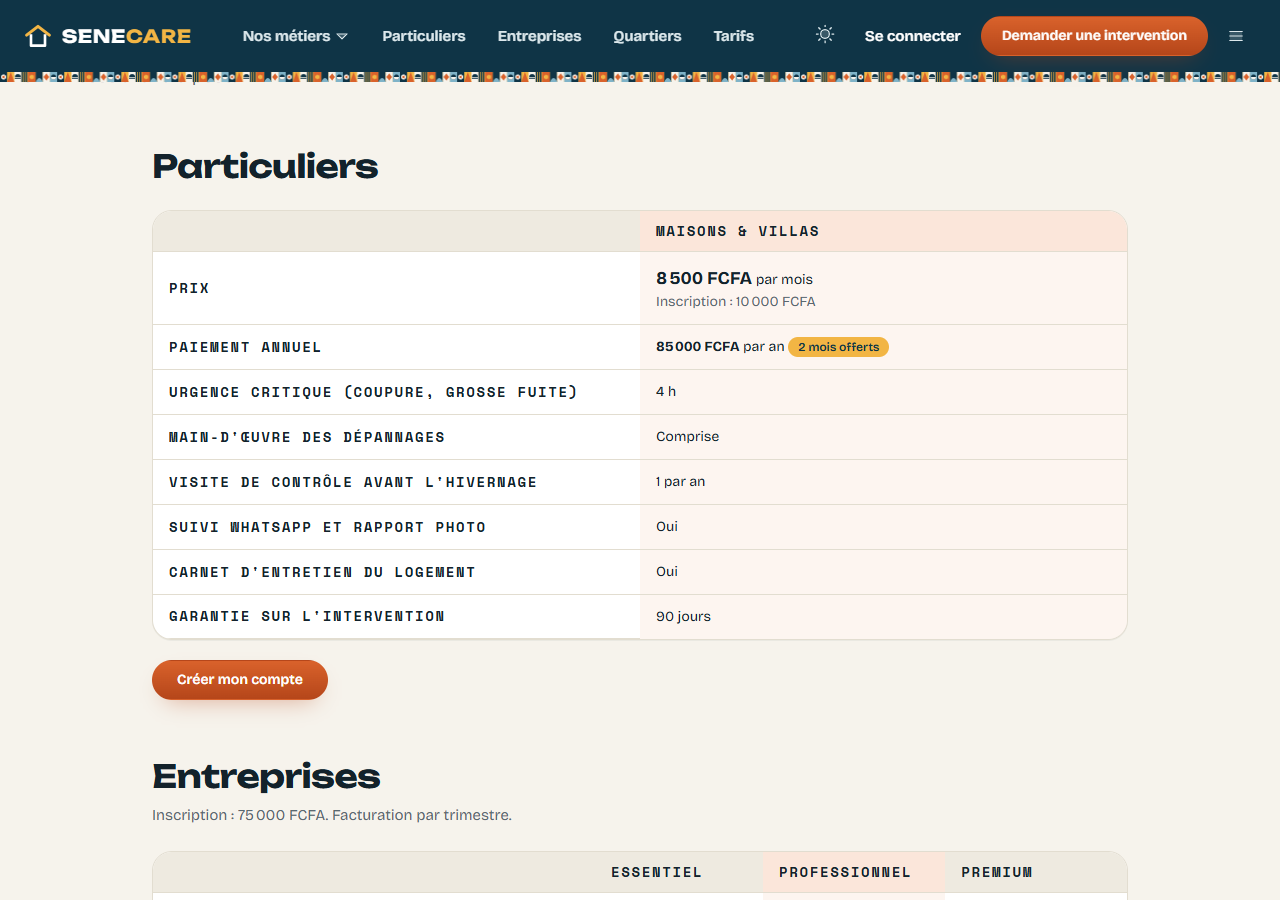 SENECARE
Nos métiers
Particuliers
Entreprises
Quartiers
Tarifs
Se connecter
Demander une intervention
Particuliers
MAISONS & VILLAS
PRIX
8 500 FCFA par mois
Inscription : 10 000 FCFA
PAIEMENT ANNUEL
85 000 FCFA par an 2 mois offerts
URGENCE CRITIQUE (COUPURE, GROSSE FUITE)
4 h
MAIN-D'ŒUVRE DES DÉPANNAGES
Comprise
VISITE DE CONTRÔLE AVANT L'HIVERNAGE
1 par an
SUIVI WHATSAPP ET RAPPORT PHOTO
Oui
CARNET D'ENTRETIEN DU LOGEMENT
Oui
GARANTIE SUR L'INTERVENTION
90 jours
Créer mon compte
Entreprises
Inscription : 75 000 FCFA. Facturation par trimestre.
ESSENTIEL
PROFESSIONNEL
PREMIUM